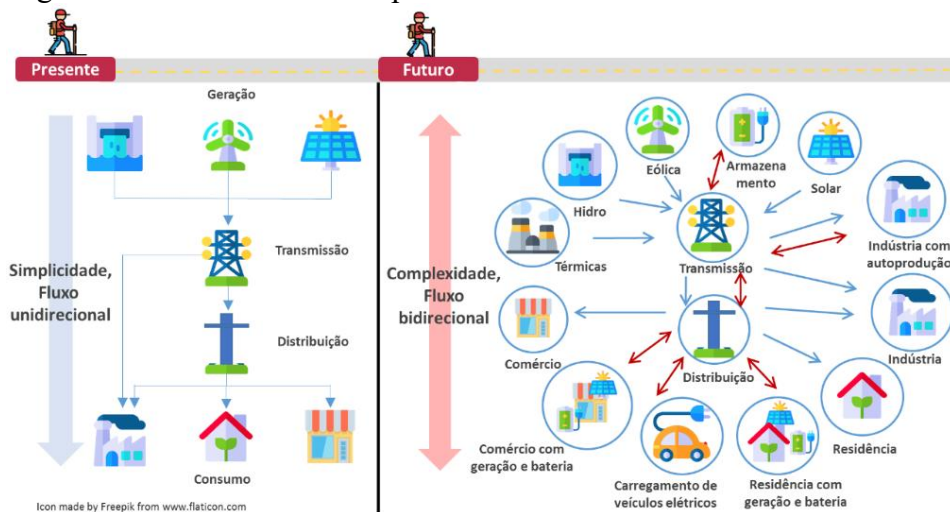 Presente
Geração
Transmissão
Simplicidade,
Fluxo
unidirecional
Distribuição
Consumo
Icon made by Freepik from www.flaticon.com
Futuro
Eólica
Armazena
mento
Solar
Hidro
Térmicas
Transmissão
Indústria com
autoprodução
Complexidade,
Fluxo
bidirecional
Comércio
Distribuição
Indústria
Residência
Comércio com
geração e bateria
Carregamento de
veículos elétricos
Residência com
geração e bateria